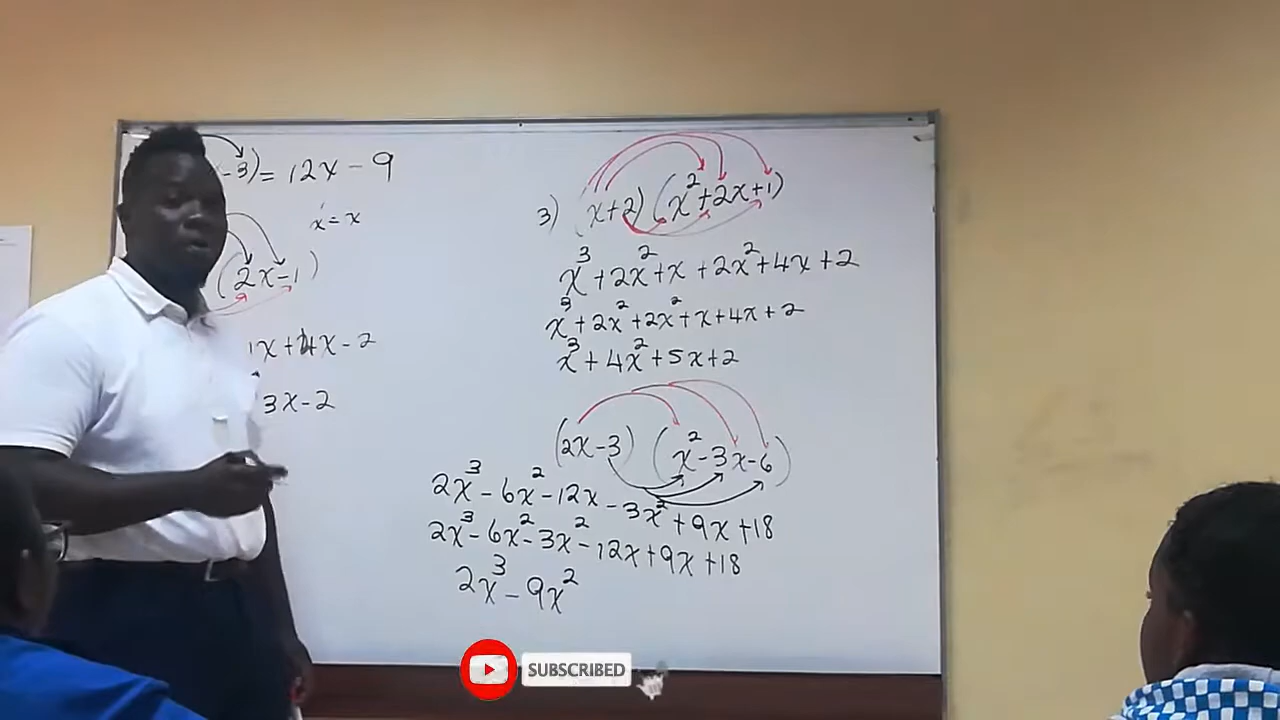 -3) = 12x - 9
x = x
(2x-1)
x + 4x - 2
3x - 2
3) (x+2) (x²+2x+1)
x³ + 2x² + x + 2x² + 4x + 2
x³ + 2x² + 2x² + x + 4x + 2
x³ + 4x² + 5x + 2
(2x-3) (x²-3x-6)
2x³ - 6x² - 12x - 3x² + 9x + 18
2x³ - 6x² - 3x² - 12x + 9x + 18
2x³ - 9x²
SUBSCRIBED